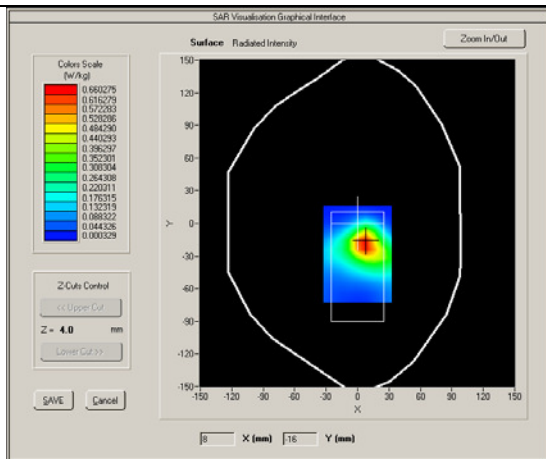 SAR Visualisation Graphical Interface
Surface Radiated Intensity
Zoom In/Out
Colors Scale
(W/kg)
0.660275
0.616279
0.572283
0.528286
0.484290
0.440293
0.396297
0.352301
0.308304
0.264308
0.220311
0.176315
0.132319
0.088322
0.044326
0.000329
Z-Cuts Control
<< Upper Cut
Z = 4.0 mm
Lower Cut >>
SAVE Cancel
Y
150
120
90
60
30
0
-30
-60
-90
-120
-150
-150 -120 -90 -60 -30 0 30 60 90 120 150
X
8 X (mm) -16 Y (mm)